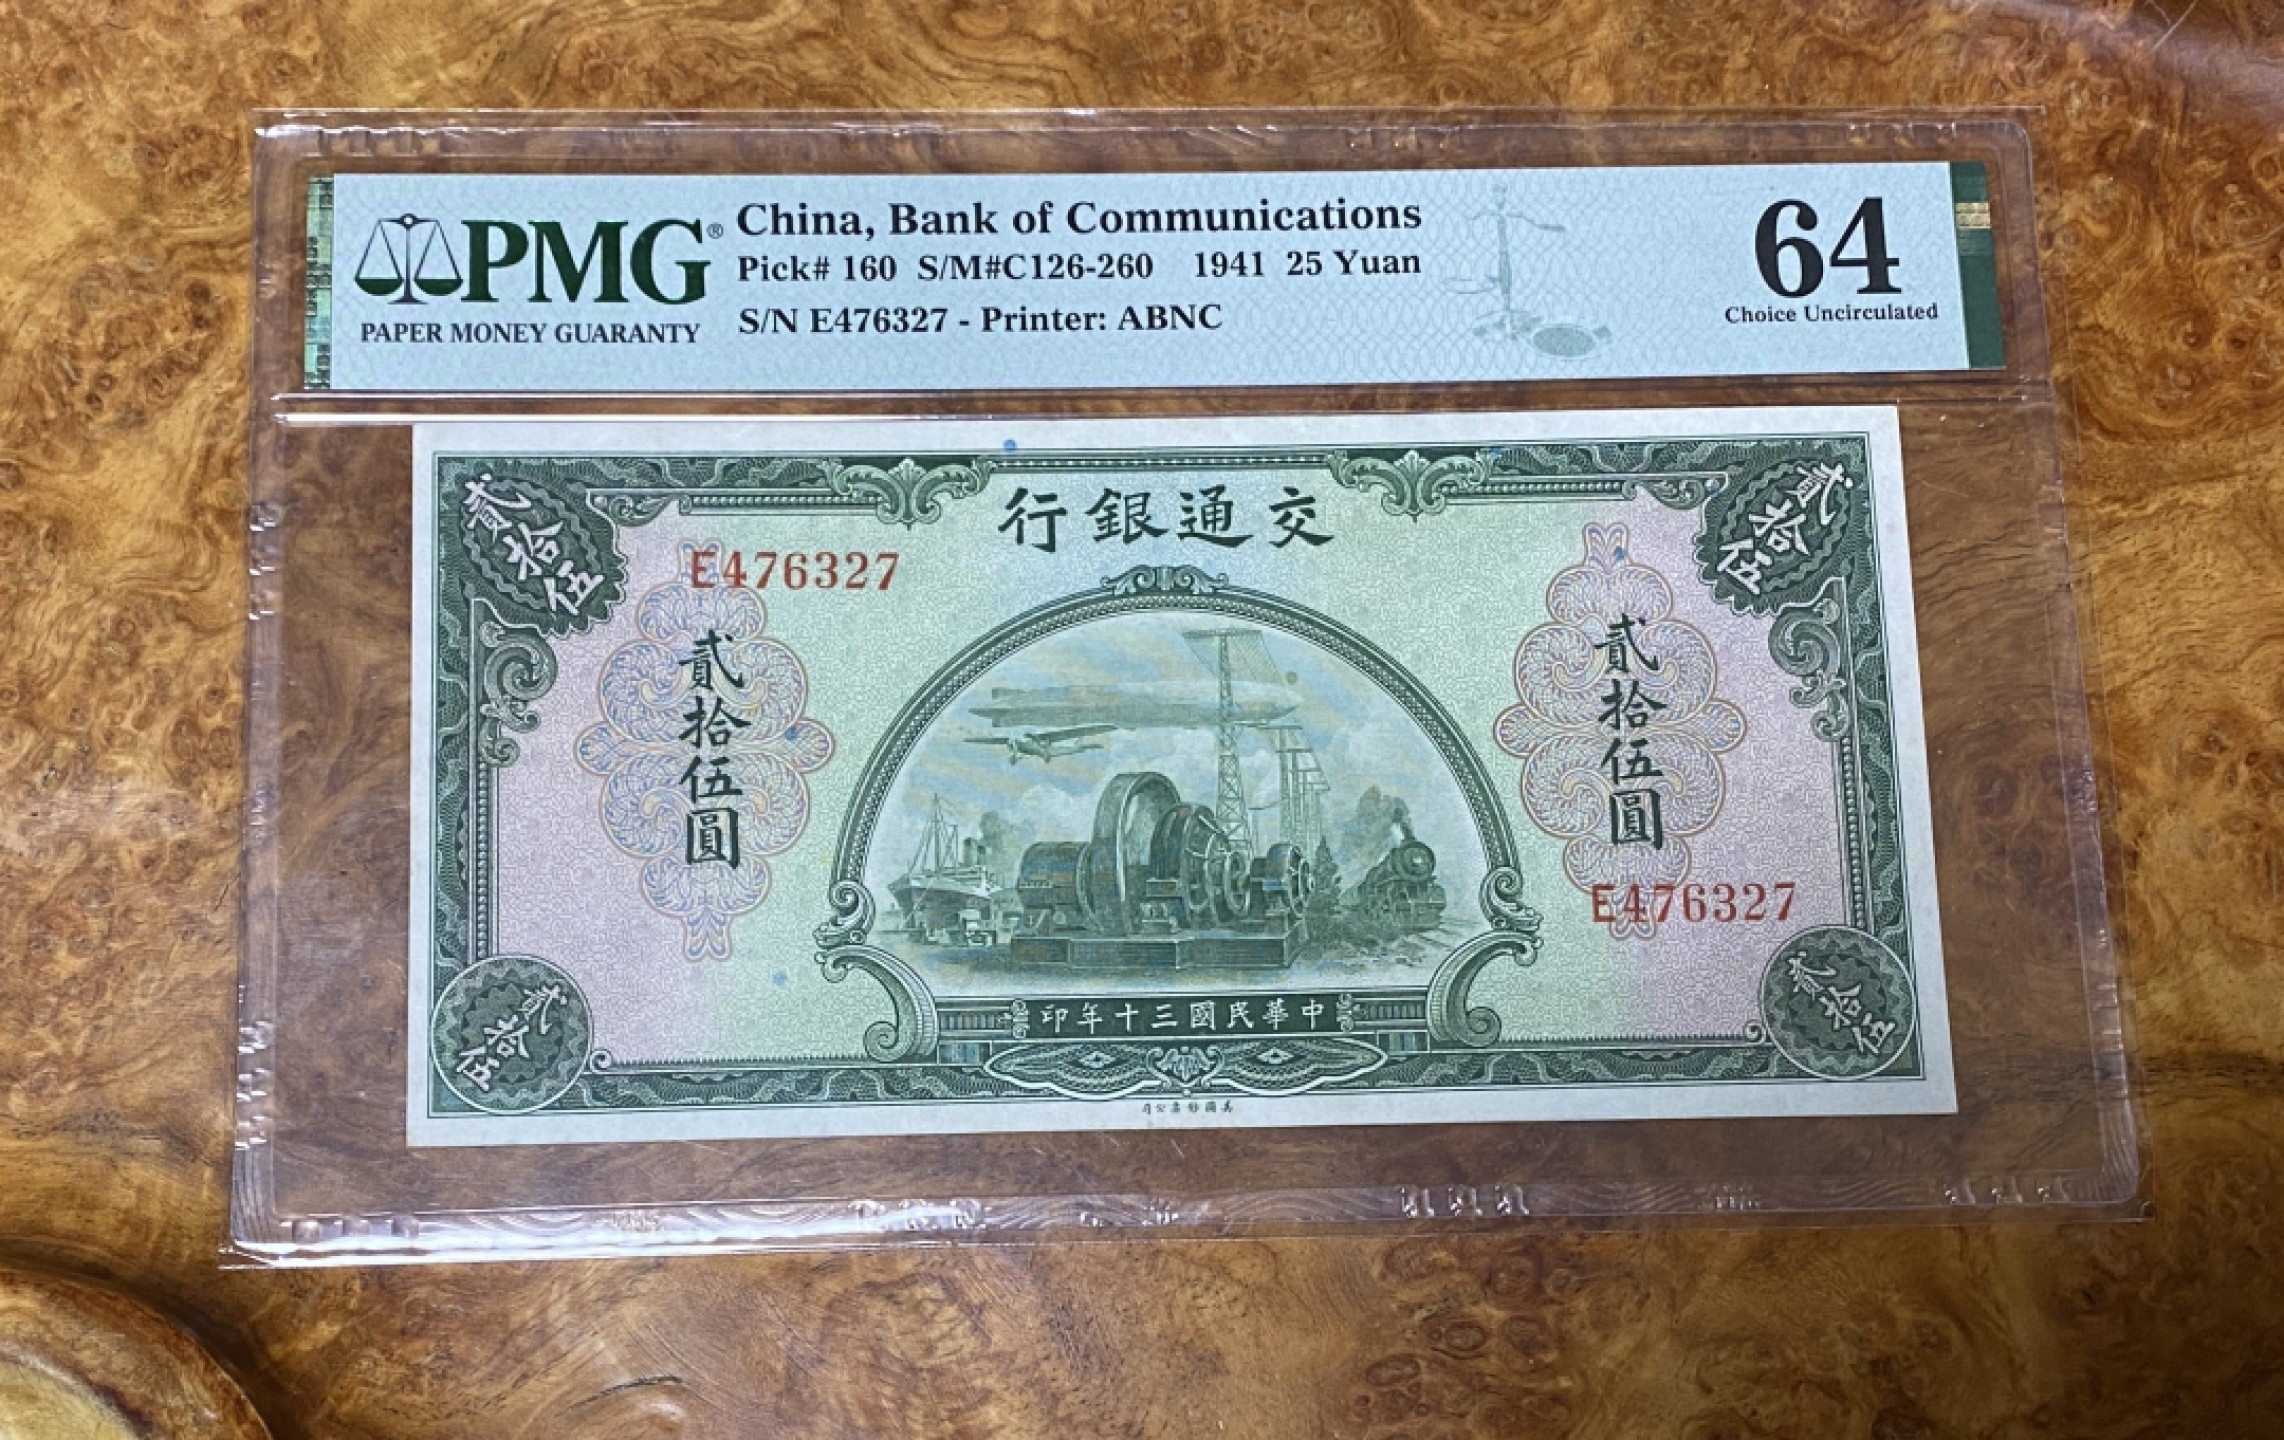 PMG®
PAPER MONEY GUARANTY
China, Bank of Communications
Pick# 160 S/M#C126-260 1941 25 Yuan
S/N E476327 - Printer: ABNC
64
Choice Uncirculated
行銀通交
貳拾伍
貳拾伍
E476327
貳拾伍圓
貳拾伍圓
E476327
印年十三國民華中
貳拾伍
貳拾伍